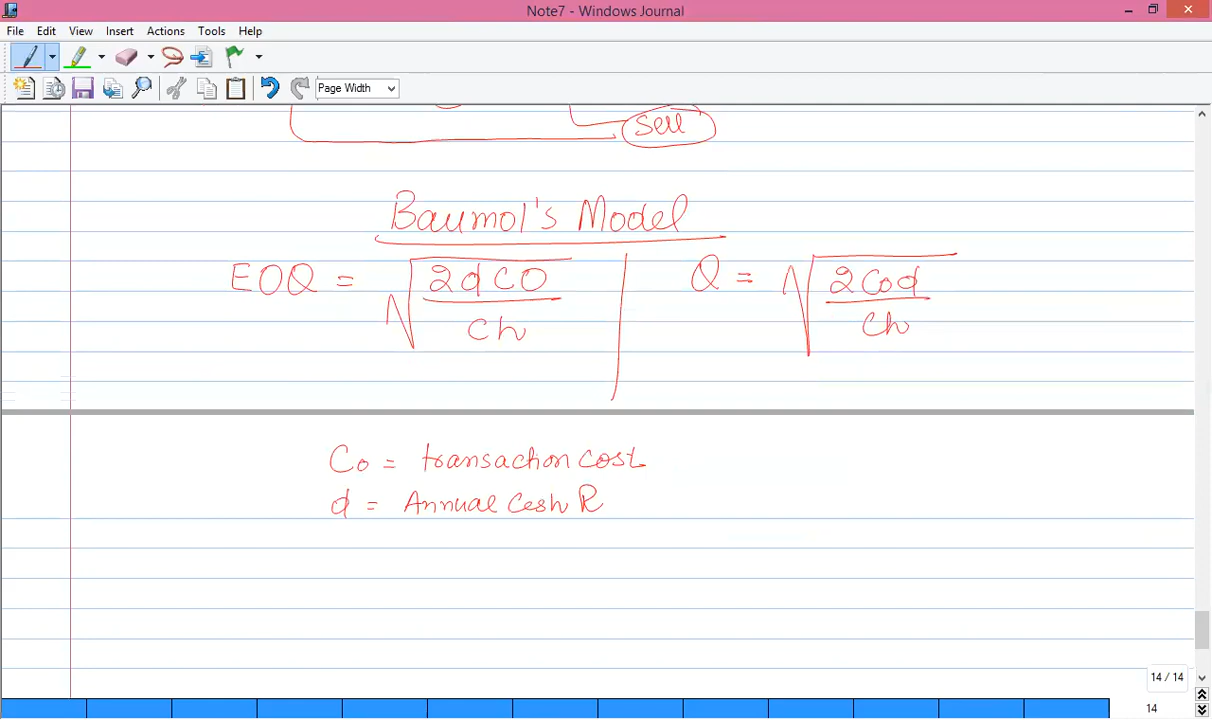 Note7 - Windows Journal
File Edit View Insert Actions Tools Help
Page Width
Sell
Baumol's Model
EOQ = √2dCO/Ch
Q = √2Cod/Ch
Co = transaction cost
d = Annual Cash R
14 / 14
14